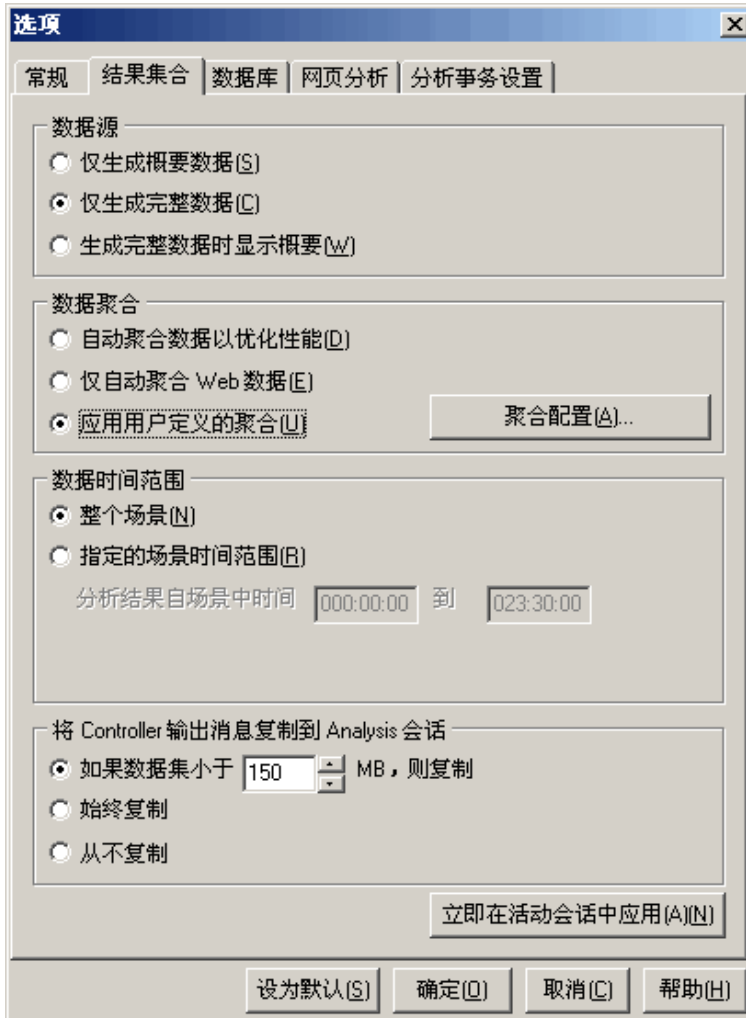 选项
常规 结果集合 数据库 网页分析 分析事务设置
数据源
仅生成概要数据(S)
仅生成完整数据(C)
生成完整数据时显示概要(W)
数据聚合
自动聚合数据以优化性能(D)
仅自动聚合 Web 数据(E)
应用用户定义的聚合(U) 聚合配置(A)...
数据时间范围
整个场景(N)
指定的场景时间范围(R)
分析结果自场景中时间 000:00:00 到 023:30:00
将 Controller 输出消息复制到 Analysis 会话
如果数据集小于 150 MB，则复制
始终复制
从不复制
立即在活动会话中应用(A)(N)
设为默认(S) 确定(O) 取消(C) 帮助(H)